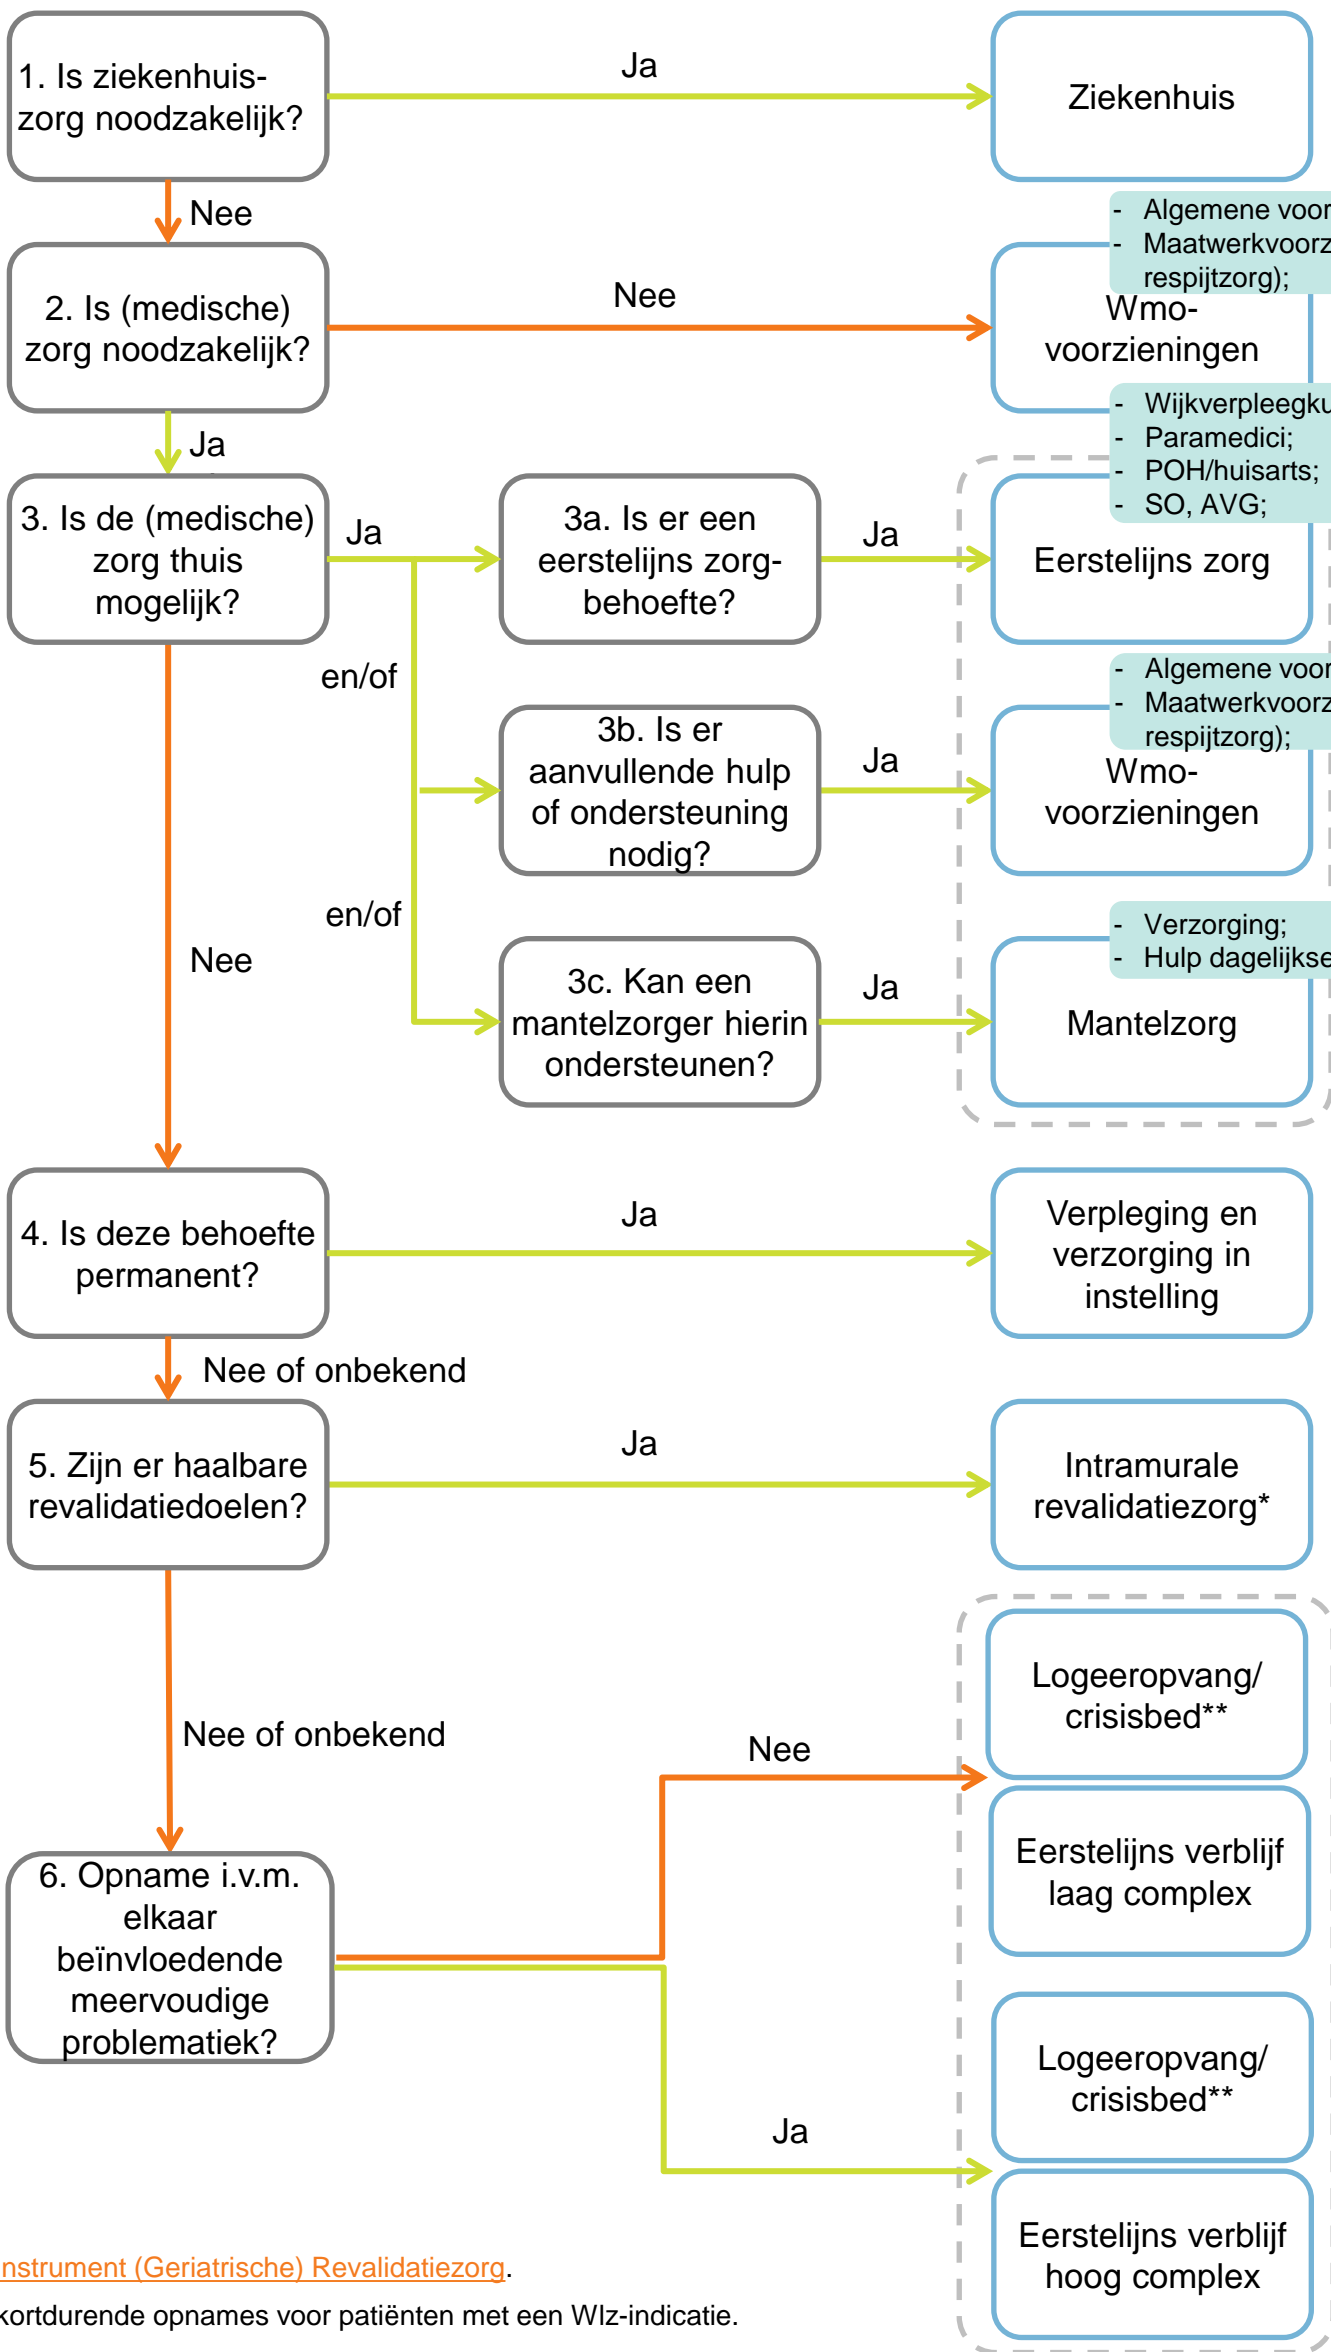 1. Is ziekenhuis-
zorg noodzakelijk?
Ja
Ziekenhuis
Nee
- Algemene
- 
respijtzorg);
2. Is (medische)
zorg noodzakelijk?
Nee
Wmo-
voorzieningen
Ja
- 
- Paramedici;
- POH/huisarts;
- SO, AVG;
3. Is de (medische)
zorg thuis
mogelijk?
Ja
3a. Is er een
eerstelijns zorg-
behoefte?
Ja
Eerstelijns zorg
en/of
- Algemene
- 
respijtzorg);
3b. Is er
aanvullende hulp
of ondersteuning
nodig?
Ja
Wmo-
voorzieningen
en/of
- Verzorging;
- Hulp dagelijkse
Nee
3c. Kan een
mantelzorger hierin
ondersteunen?
Ja
Mantelzorg
4. Is deze behoefte
permanent?
Ja
Verpleging en
verzorging in
instelling
Nee of onbekend
5. Zijn er haalbare
revalidatiedoelen?
Ja
Intramurale
revalidatiezorg*
Nee of onbekend
Logeeropvang/
crisisbed**
Nee
Eerstelijns verblijf
laag complex
6. Opname i.v.m.
elkaar
beïnvloedende
meervoudige
problematiek?
Logeeropvang/
crisisbed**
Ja
Eerstelijns verblijf
hoog complex
nstrument (Geriatrische) Revalidatiezorg.
kortdurende opnames voor patiënten met een Wlz-indicatie.